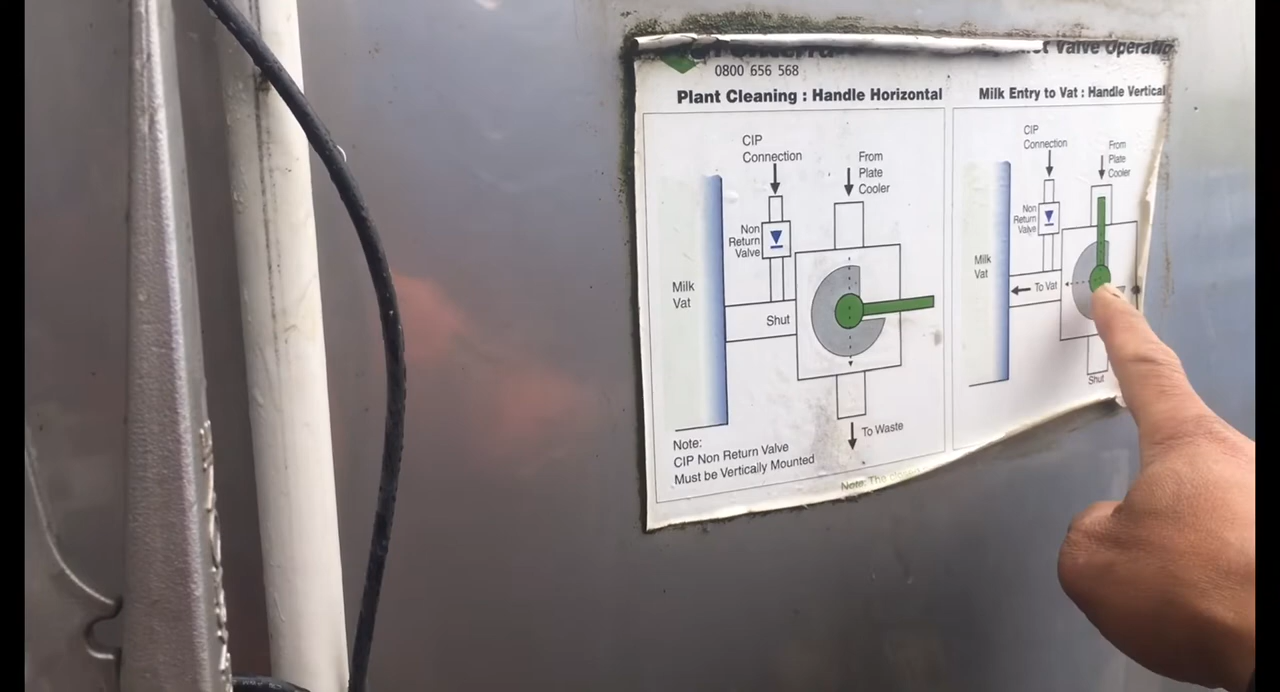 0800 656 568
Valve Operatio
Plant Cleaning : Handle Horizontal
CIP
Connection
From
Plate
Cooler
Non
Return
Valve
Milk
Vat
Shut
To Waste
Note:
CIP Non Return Valve
Must be Vertically Mounted
Milk Entry to Vat : Handle Vertical
CIP
Connection
From
Plate
Cooler
Non
Return
Valve
Milk
Vat
To Vat
Shut
Note: The